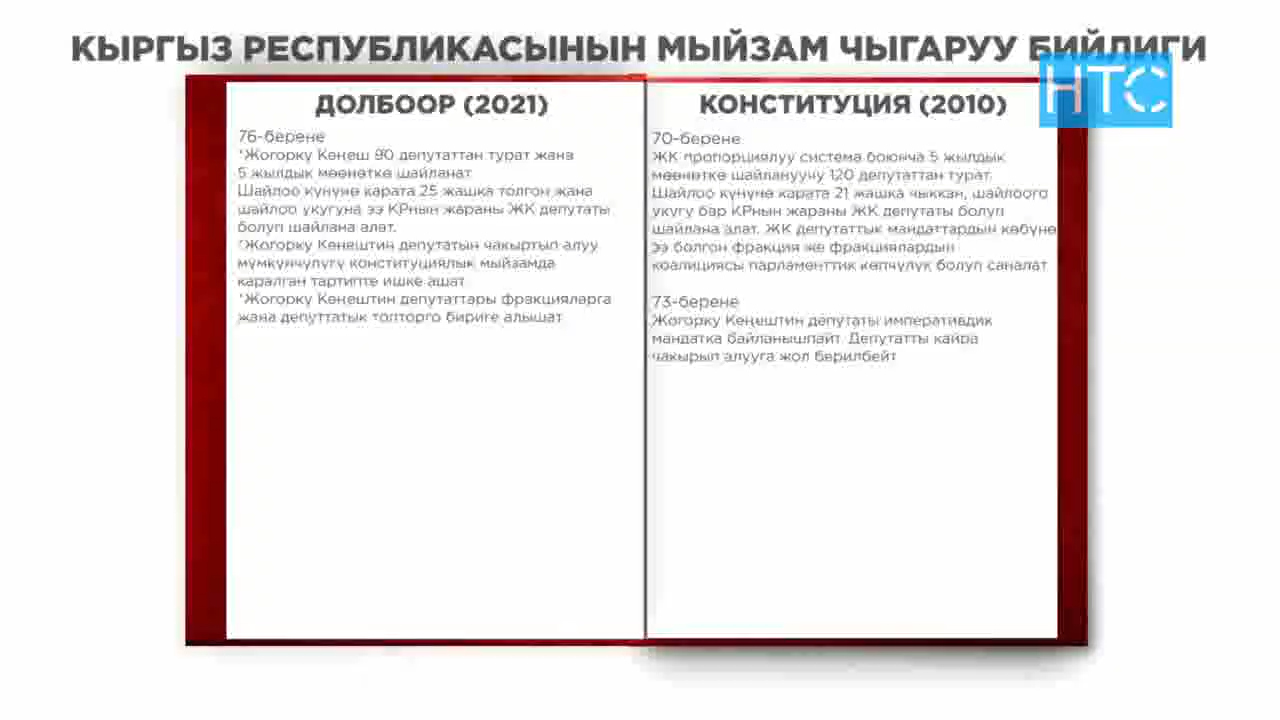 КЫРГЫЗ РЕСПУБЛИКАСЫНЫН МЫЙЗАМ ЧЫГАРУУ БИЙЛИГИ
НТС
ДОЛБООР (2021)
76-берене
*Жогорку Кеңеш 90 депутаттан турат жана
5 жылдык мөөнөткө шайланат
Шайлоо күнүнө карата 25 жашка толгон жана
шайлоо укугуна ээ КРнын жараны ЖК депутаты
болуп шайлана алат.
*Жогорку Кеңештин депутатын чакыртып алуу
мүмкүнчүлүгү конституциялык мыйзамда
каралган тартипте ишке ашат
*Жогорку Кеңештин депутаттары фракцияларга
жана депуттатык топторго бириге алышат
КОНСТИТУЦИЯ (2010)
70-берене
ЖК пропорциялуу система боюнча 5 жылдык
мөөнөткө шайлануучу 120 депутаттан турат.
Шайлоо күнүнө карата 21 жашка чыккан, шайлоого
укугу бар КРнын жараны ЖК депутаты болуп
шайлана алат. ЖК депутаттык мандаттардын көбүнө
ээ болгон фракция же фракциялардын
коалициясы парламенттик көпчүлүк болуп саналат
73-берене
Жогорку Кеңештин депутаты императивдик
мандатка байланышпайт. Депутатты кайра
чакырып алууга жол берилбейт